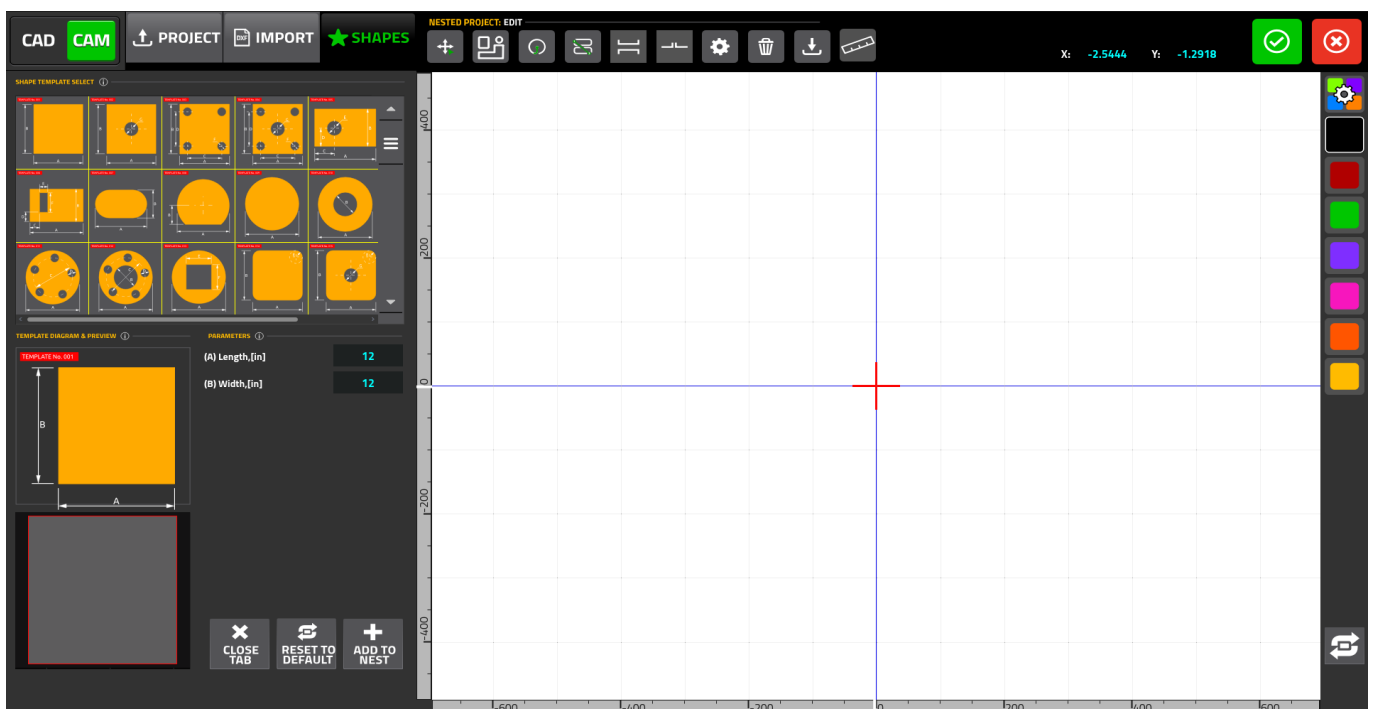 CAD
CAM
PROJECT
DXF
IMPORT
SHAPES
NESTED PROJECT: EDIT
X: -2.5444 Y: -1.2918
SHAPE TEMPLATE SELECT
TEMPLATE DIAGRAM & PREVIEW
PARAMETERS
TEMPLATE No. 001
(A) Length,[in] 12
(B) Width,[in] 12
B
A
CLOSE TAB
RESET TO DEFAULT
ADD TO NEST
400
200
0
-200
-400
-600
-400
-200
0
200
400
600